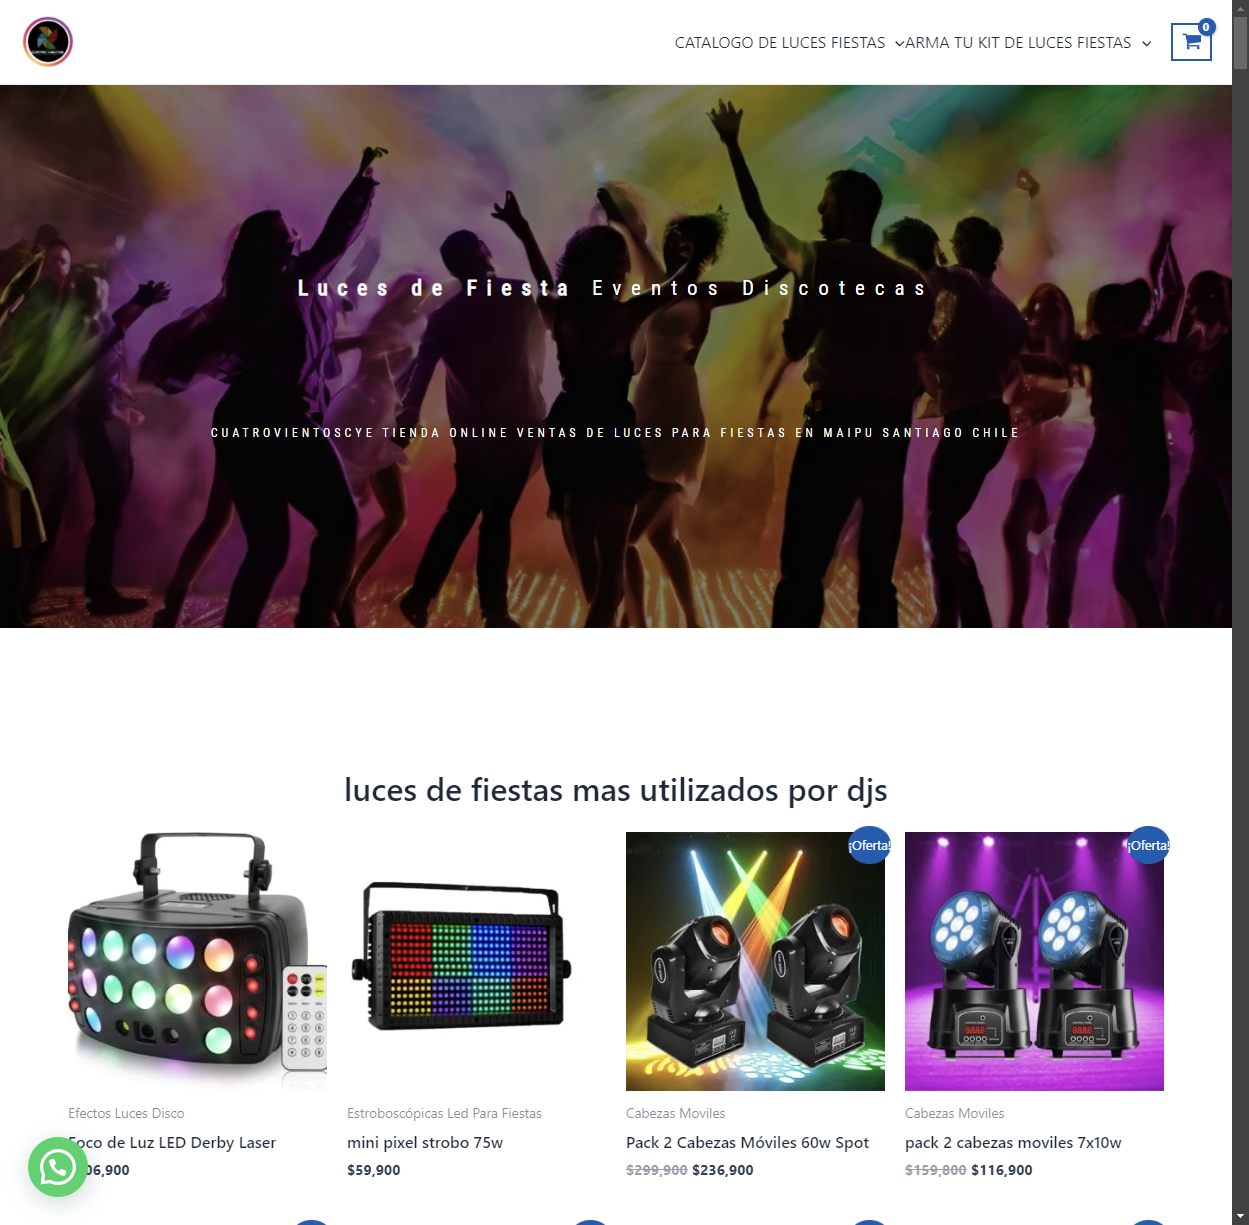 CATALOGO DE LUCES FIESTAS
ARMA TU KIT DE LUCES FIESTAS
0
Luces de Fiesta Eventos Discotecas
CUATROVIENTOSCYE TIENDA ONLINE VENTAS DE LUCES PARA FIESTAS EN MAIPU SANTIAGO CHILE
luces de fiestas mas utilizados por djs
¡Oferta!
¡Oferta!
Efectos Luces Disco
Foco de Luz LED Derby Laser
06,900
Estroboscópicas Led Para Fiestas
mini pixel strobo 75w
$59,900
Cabezas Moviles
Pack 2 Cabezas Móviles 60w Spot
$299,900 $236,900
Cabezas Moviles
pack 2 cabezas moviles 7x10w
$159,800 $116,900